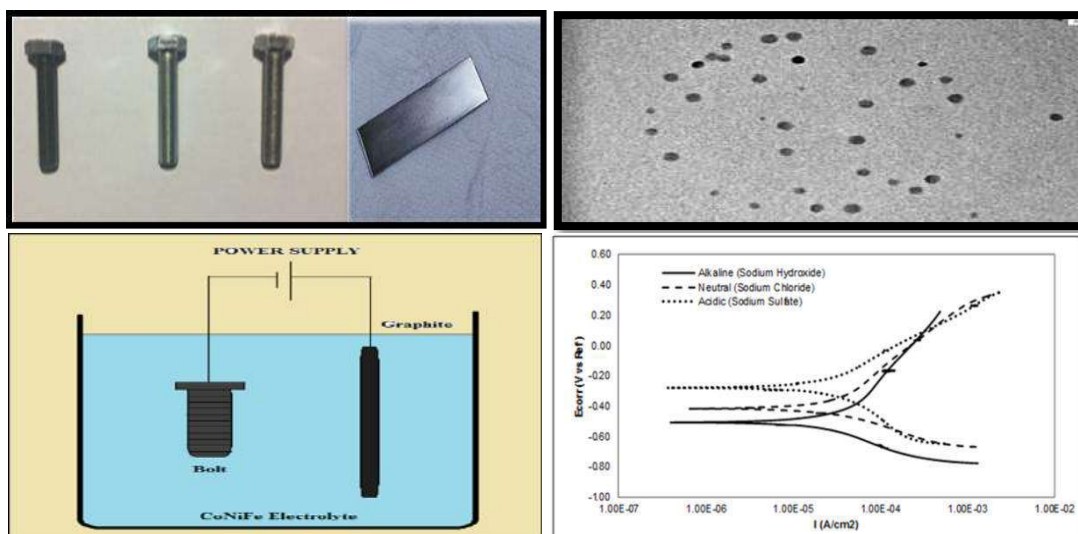 POWER SUPPLY
Graphite
Bolt
CoNiFe Electrolyte
0.60
0.40
0.20
0.00
-0.20
-0.40
-0.60
-0.80
-1.00
Ecorr (V vs Ref)
Alkaline (Sodium Hydroxide)
Neutral (Sodium Chloride)
Acidic (Sodium Sulfate)
1.00E-07
1.00E-06
1.00E-05
1.00E-04
1.00E-03
1.00E-02
I (A/cm2)